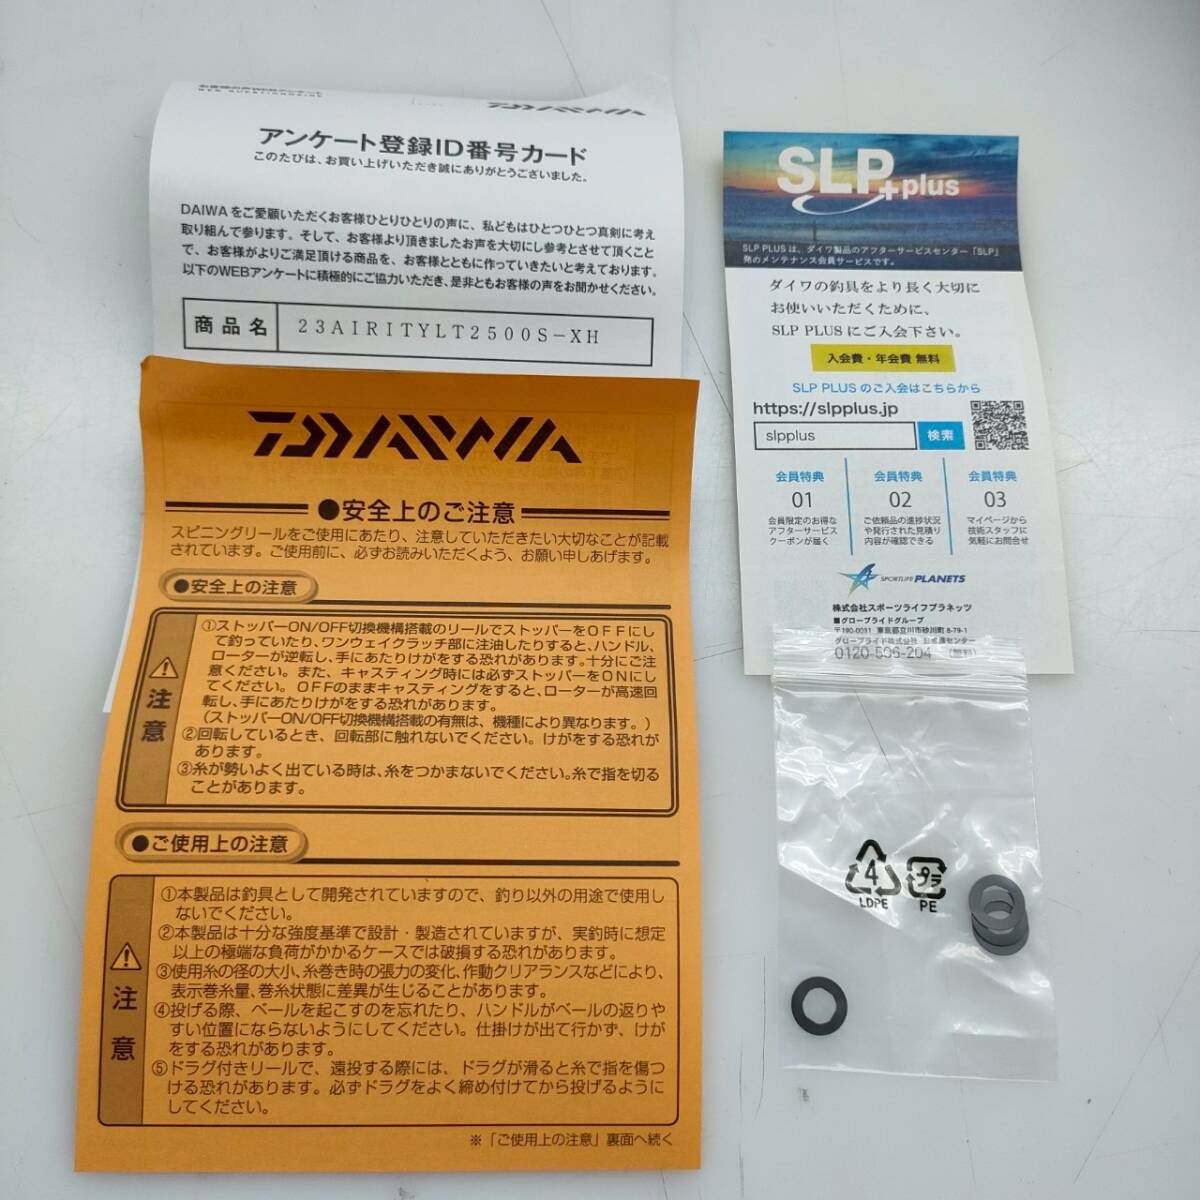 DAIWA
アンケート登録ID番号カード
このたびは、お買い上げいただき誠にありがとうございました。
DAIWAをご愛顧いただくお客様ひとりひとりの声に、私どもはひとつひとつ真剣に考え
取り組んで参ります。そして、お客様より頂きましたお声を大切にし参考とさせて頂くこと
で、お客様がよりご満足頂ける商品を、お客様とともに作っていきたいと考えております。
以下のWEBアンケートに積極的にご協力いただき、是非ともお客様の声をお聞かせください。
商品名 23AIRITYLT2500S-XH
DAIWA
●安全上のご注意
スピニングリールをご使用にあたり、注意していただきたい大切なことが記載
されています。ご使用前に、必ずお読みいただくよう、お願い申しあげます。
●安全上の注意
注意
①ストッパーON/OFF切換機構搭載のリールでストッパーをOFFにし
て釣っていたり、ワンウェイクラッチ部に注油したりすると、ハンドル、
ローターが逆転し、手にあたりけがをする恐れがあります。十分にご注
意ください。また、キャスティング時には必ずストッパーをONにし
てください。OFFのままキャスティングをすると、ローターが高速回
転し、手にあたりけがをする恐れがあります。
(ストッパーON/OFF切換機構搭載の有無は、機種により異なります。)
②回転しているとき、回転部に触れないでください。けがをする恐れが
あります。
③糸が勢いよく出ている時は、糸をつかまないでください。糸で指を切る
ことがあります。
●ご使用上の注意
注意
①本製品は釣具として開発されていますので、釣り以外の用途で使用し
ないでください。
②本製品は十分な強度基準で設計・製造されていますが、実釣時に想定
以上の極端な負荷がかかるケースでは破損する恐れがあります。
③使用糸の径の大小、糸巻き時の張力の変化、作動クリアランスなどにより、
表示巻糸量、巻糸状態に差異が生じることがあります。
④投げる際、ベールを起こすのを忘れたり、ハンドルがベールの返りや
すい位置にならないようにしてください。仕掛けが出て行かず、けが
をする恐れがあります。
⑤ドラグ付きリールで、遠投する際には、ドラグが滑ると糸で指を傷つ
ける恐れがあります。必ずドラグをよく締め付けてから投げるように
してください。
※「ご使用上の注意」裏面へ続く
SLP+plus
SLP PLUSは、ダイワ製品のアフターサービスセンター「SLP」
発のメンテナンス会員サービスです。
ダイワの釣具をより長く大切に
お使いいただくために、
SLP PLUSにご入会下さい。
入会費・年会費 無料
SLP PLUSのご入会はこちらから
https://slpplus.jp
slpplus 検索
会員特典
01
会員限定のお得な
アフターサービス
クーポンが届く
会員特典
02
ご依頼品の進捗状況
や発行された見積り
内容が確認できる
会員特典
03
マイページから
技術スタッフに
気軽にお問合せ
SPORTLIFE PLANETS
株式会社スポーツライフプラネッツ
■グローブライドグループ
〒190-0031 東京都立川市砂川町8-79-1
グローブライド株式会社 お客様センター
0120-506-204 (無料)
4
LDPE
プラ
PE